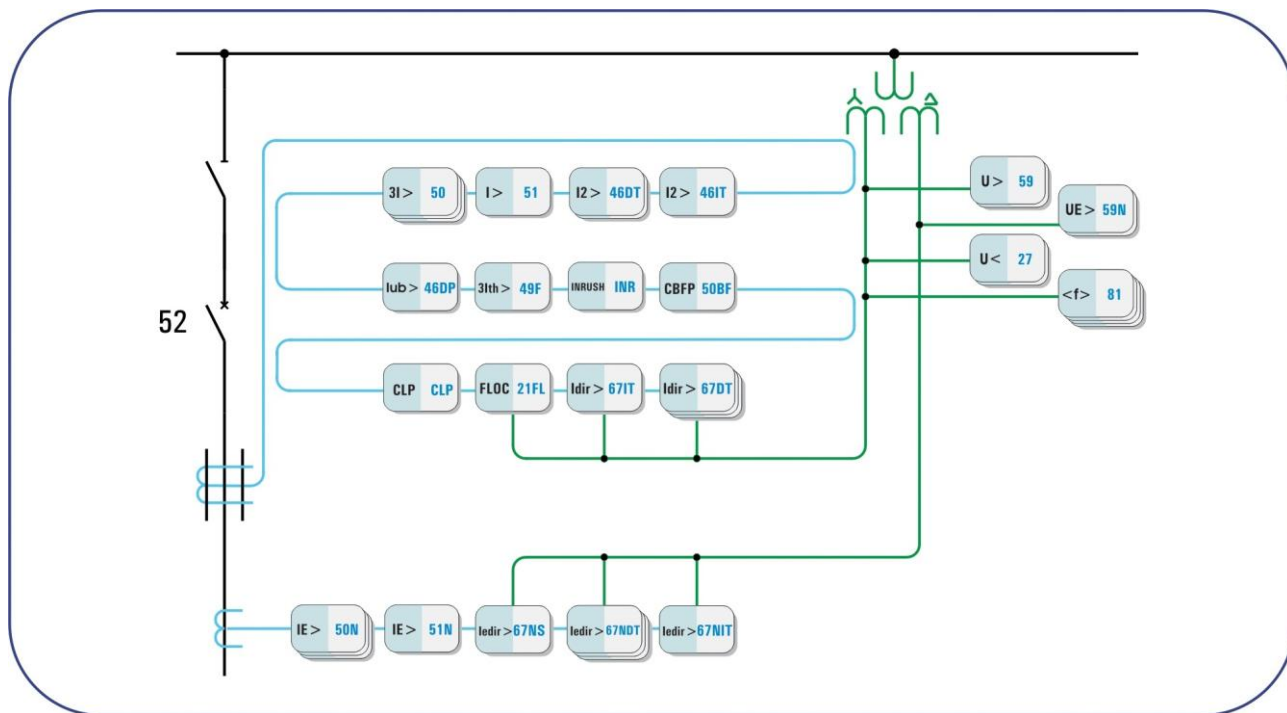 3I> 50 I> 51 I2> 46DT I2> 46IT
U> 59
UE> 59N
U< 27
Iub> 46DP 3Ith> 49F INRUSH INR CBFP 50BF
<f> 81
52
CLP CLP FLOC 21FL Idir> 67IT Idir> 67DT
IE> 50N IE> 51N Iedir> 67NS Iedir> 67NDT Iedir> 67NIT